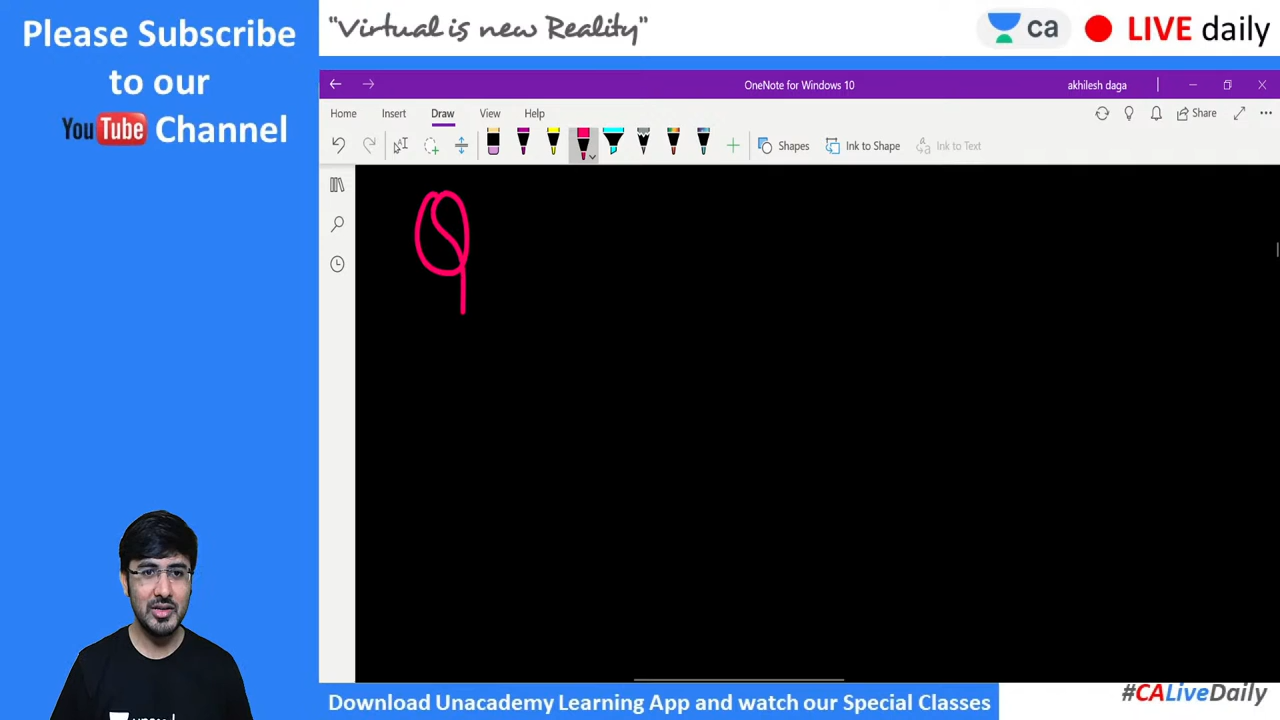 Please Subscribe
to our
YouTube Channel
"Virtual is new Reality"
ca
LIVE daily
OneNote for Windows 10
akhilesh daga
Home Insert Draw View Help
Share
Shapes Ink to Shape Ink to Text
Download Unacademy Learning App and watch our Special Classes
#CALiveDaily